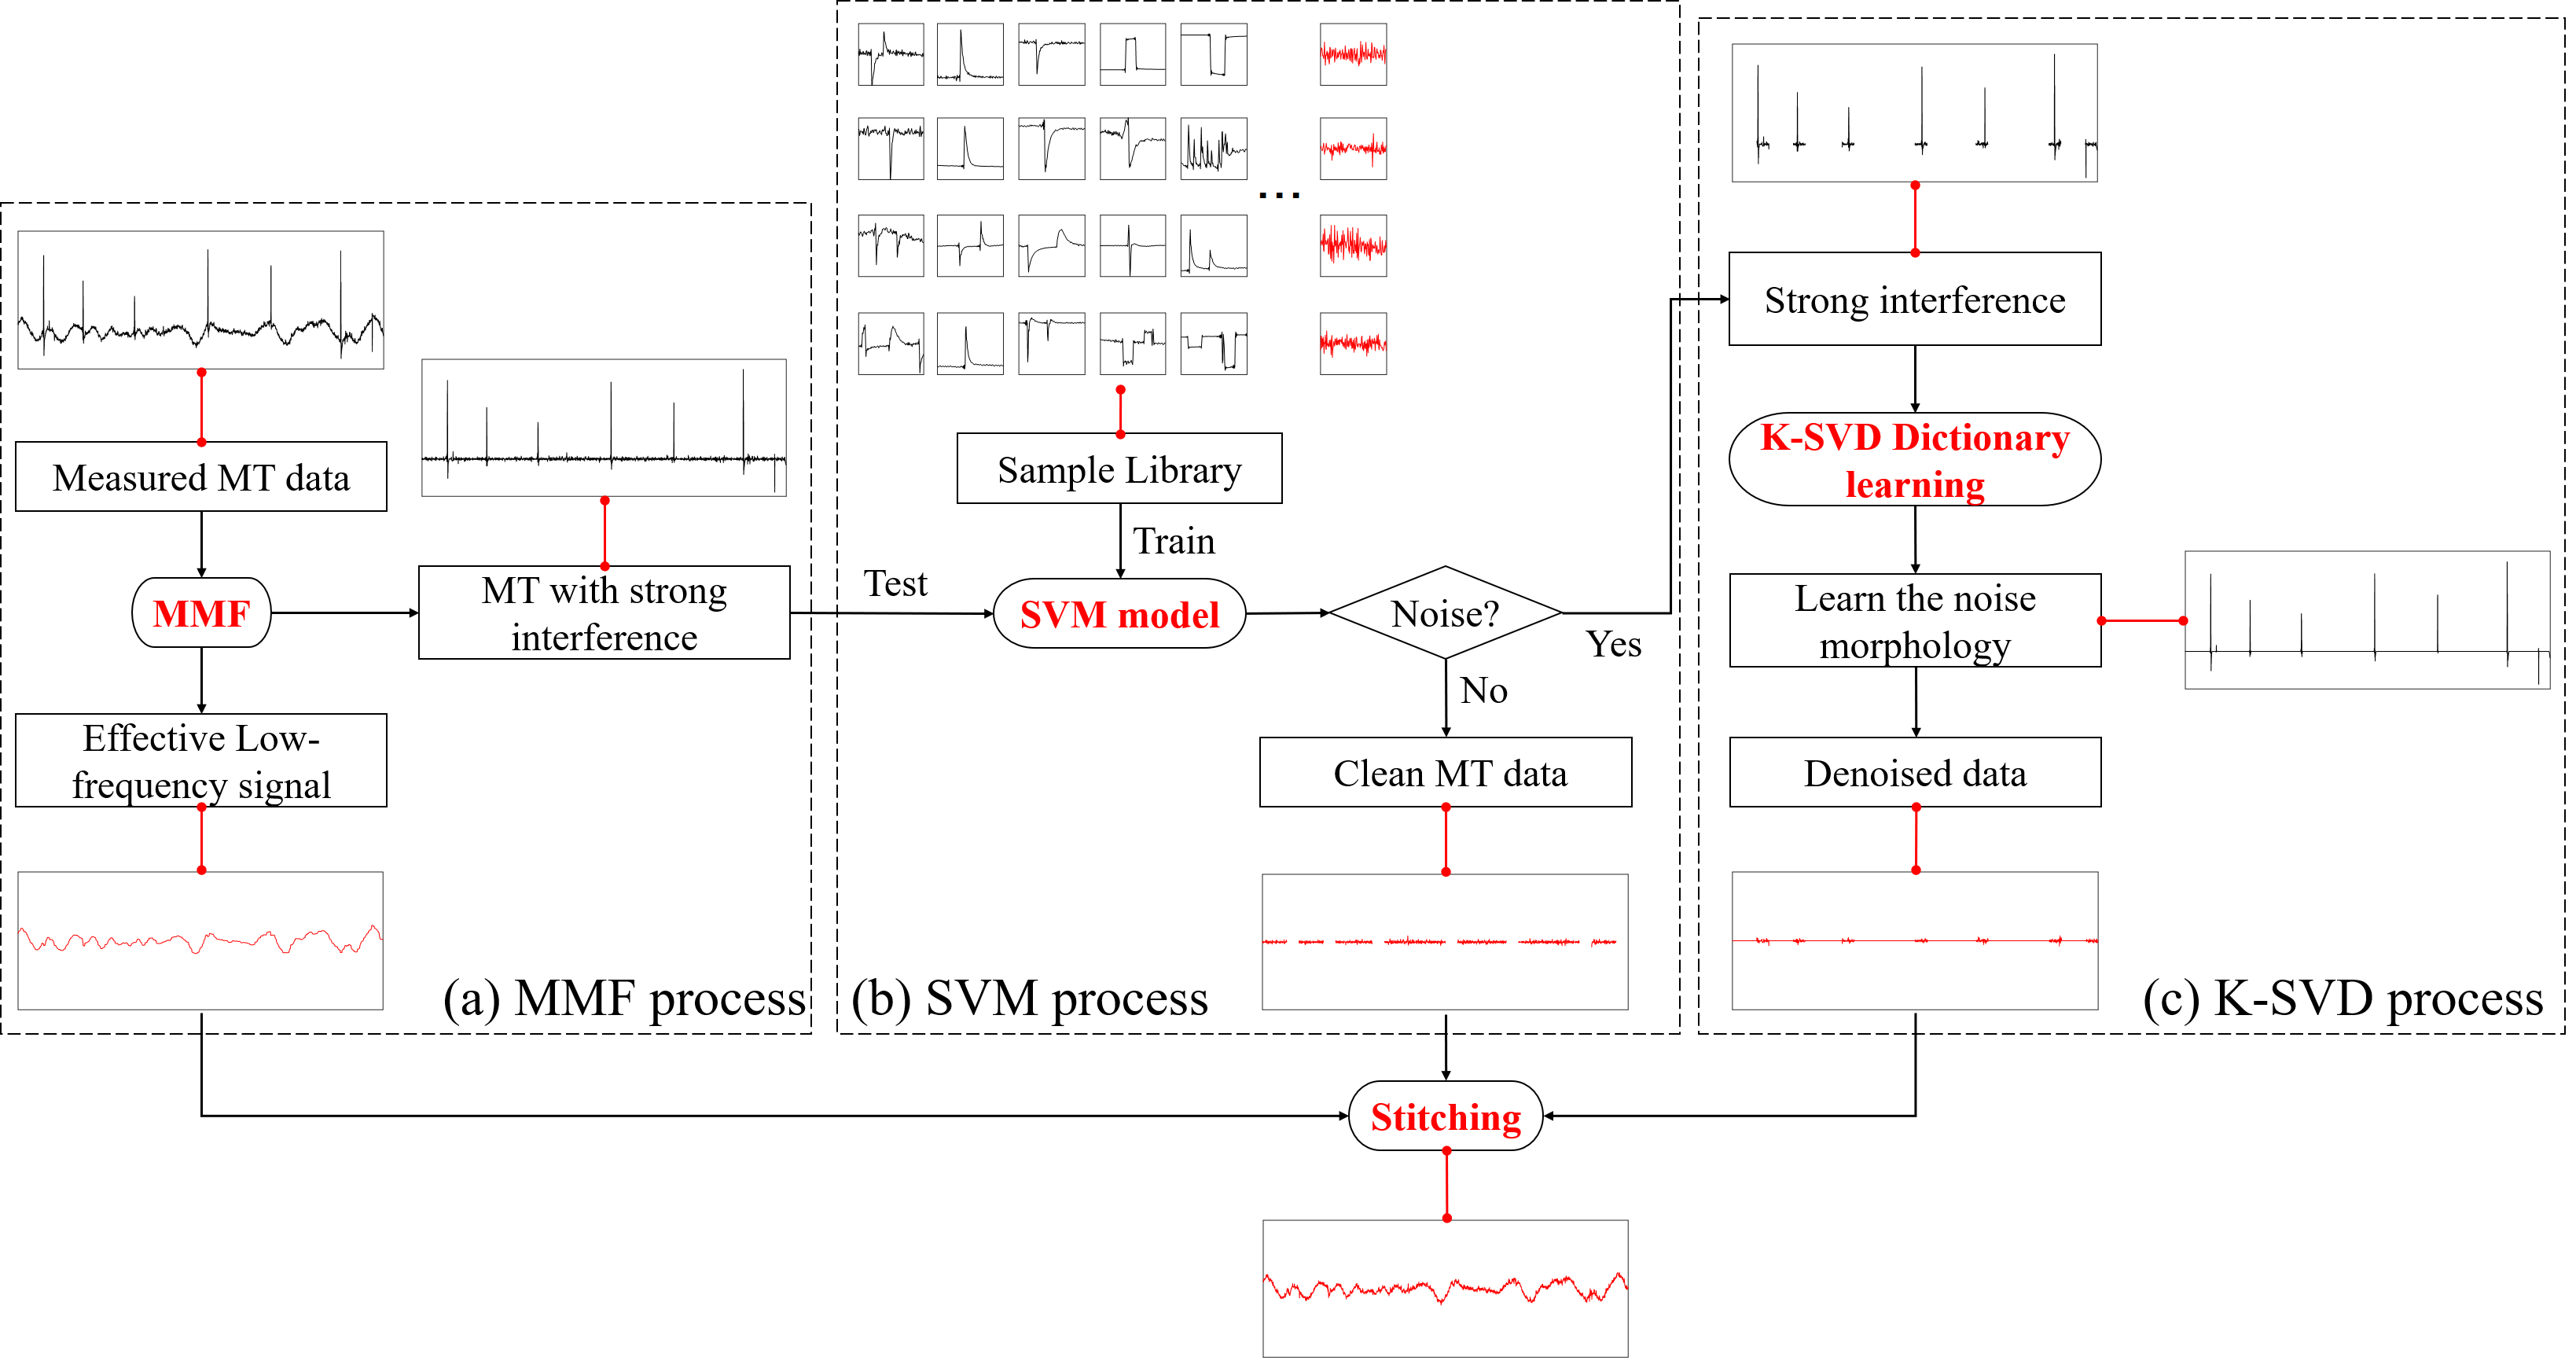 Measured MT data
MMF
MT with strong
interference
Effective Low-
frequency signal
(a) MMF process
...
Sample Library
Train
Test
SVM model
Noise?
Yes
No
Clean MT data
(b) SVM process
Strong interference
K-SVD Dictionary
learning
Learn the noise
morphology
Denoised data
(c) K-SVD process
Stitching